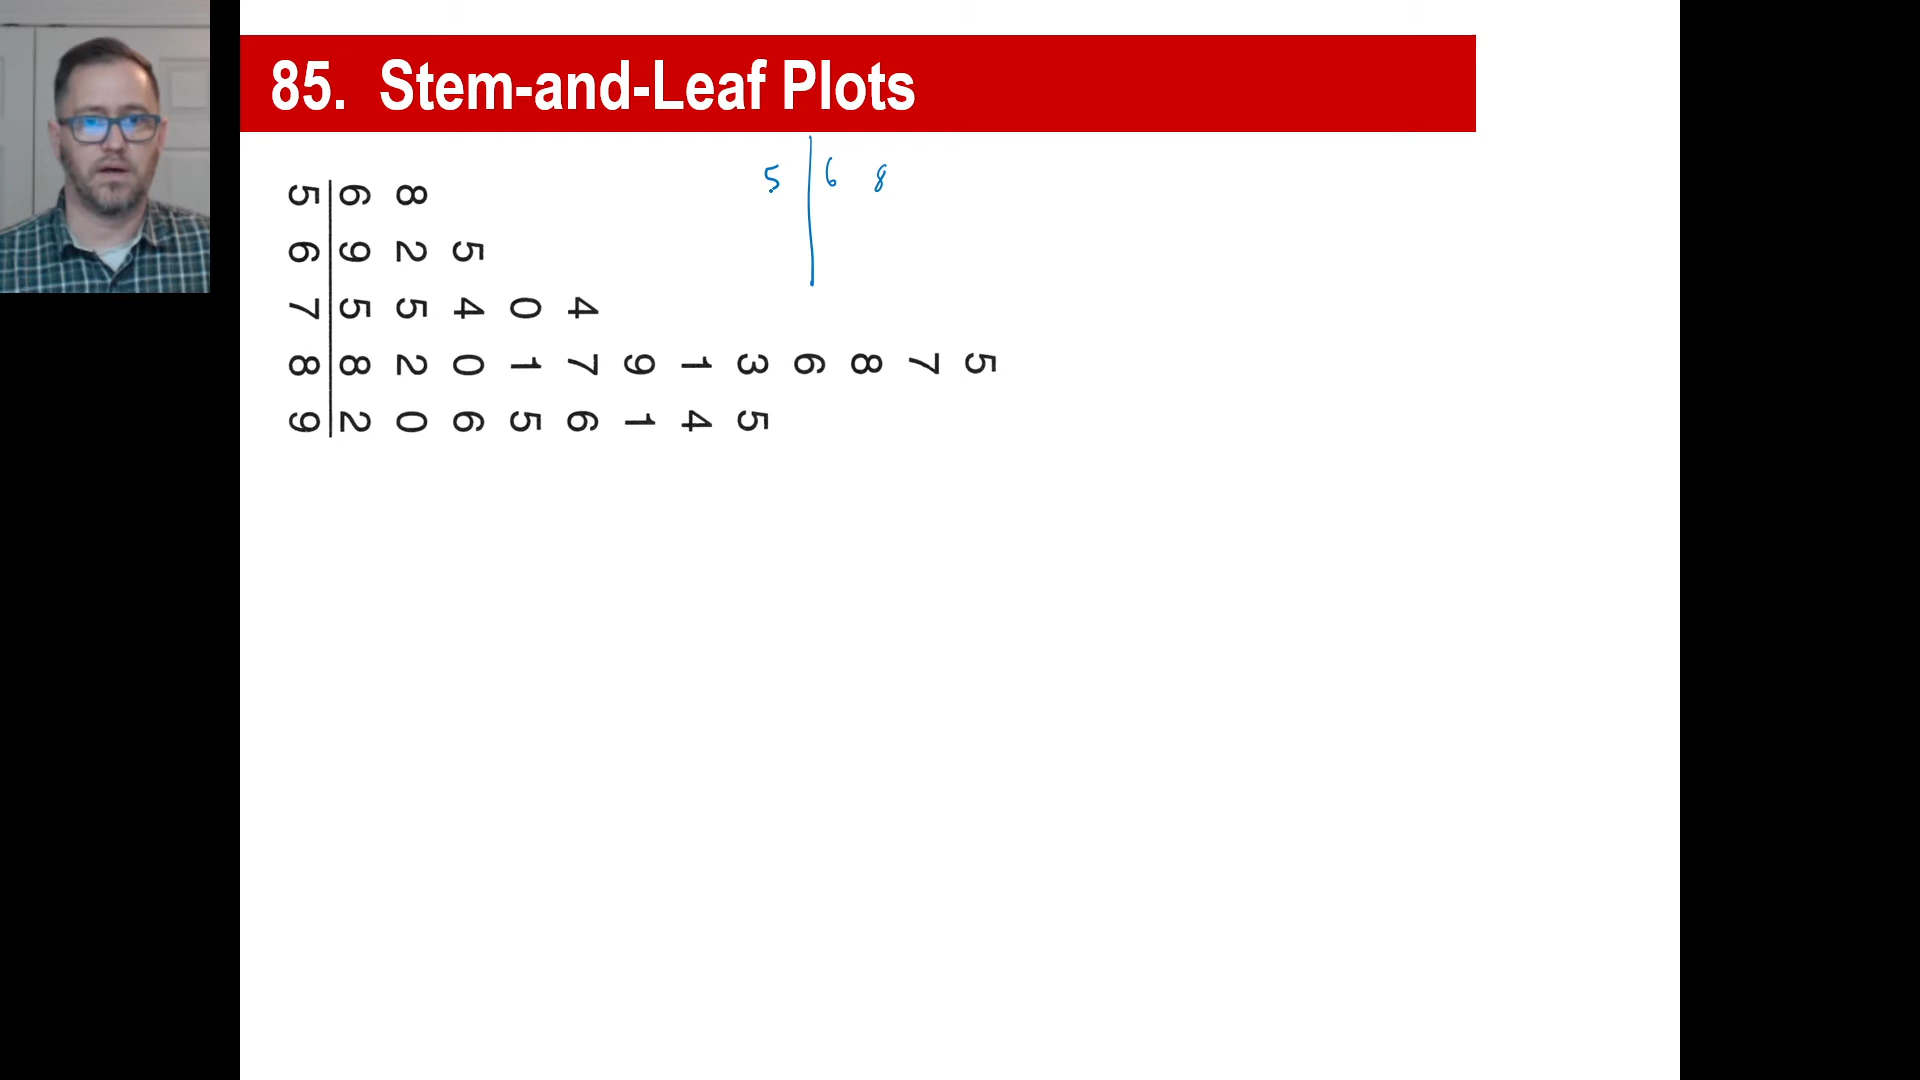 85. Stem-and-Leaf Plots
5 | 6 8
5 | 6 8
6 | 9 2 5
7 | 5 5 4 0 4
8 | 8 2 0 1 7 9 1 3 6 8 7 5
9 | 2 0 6 5 6 1 4 5